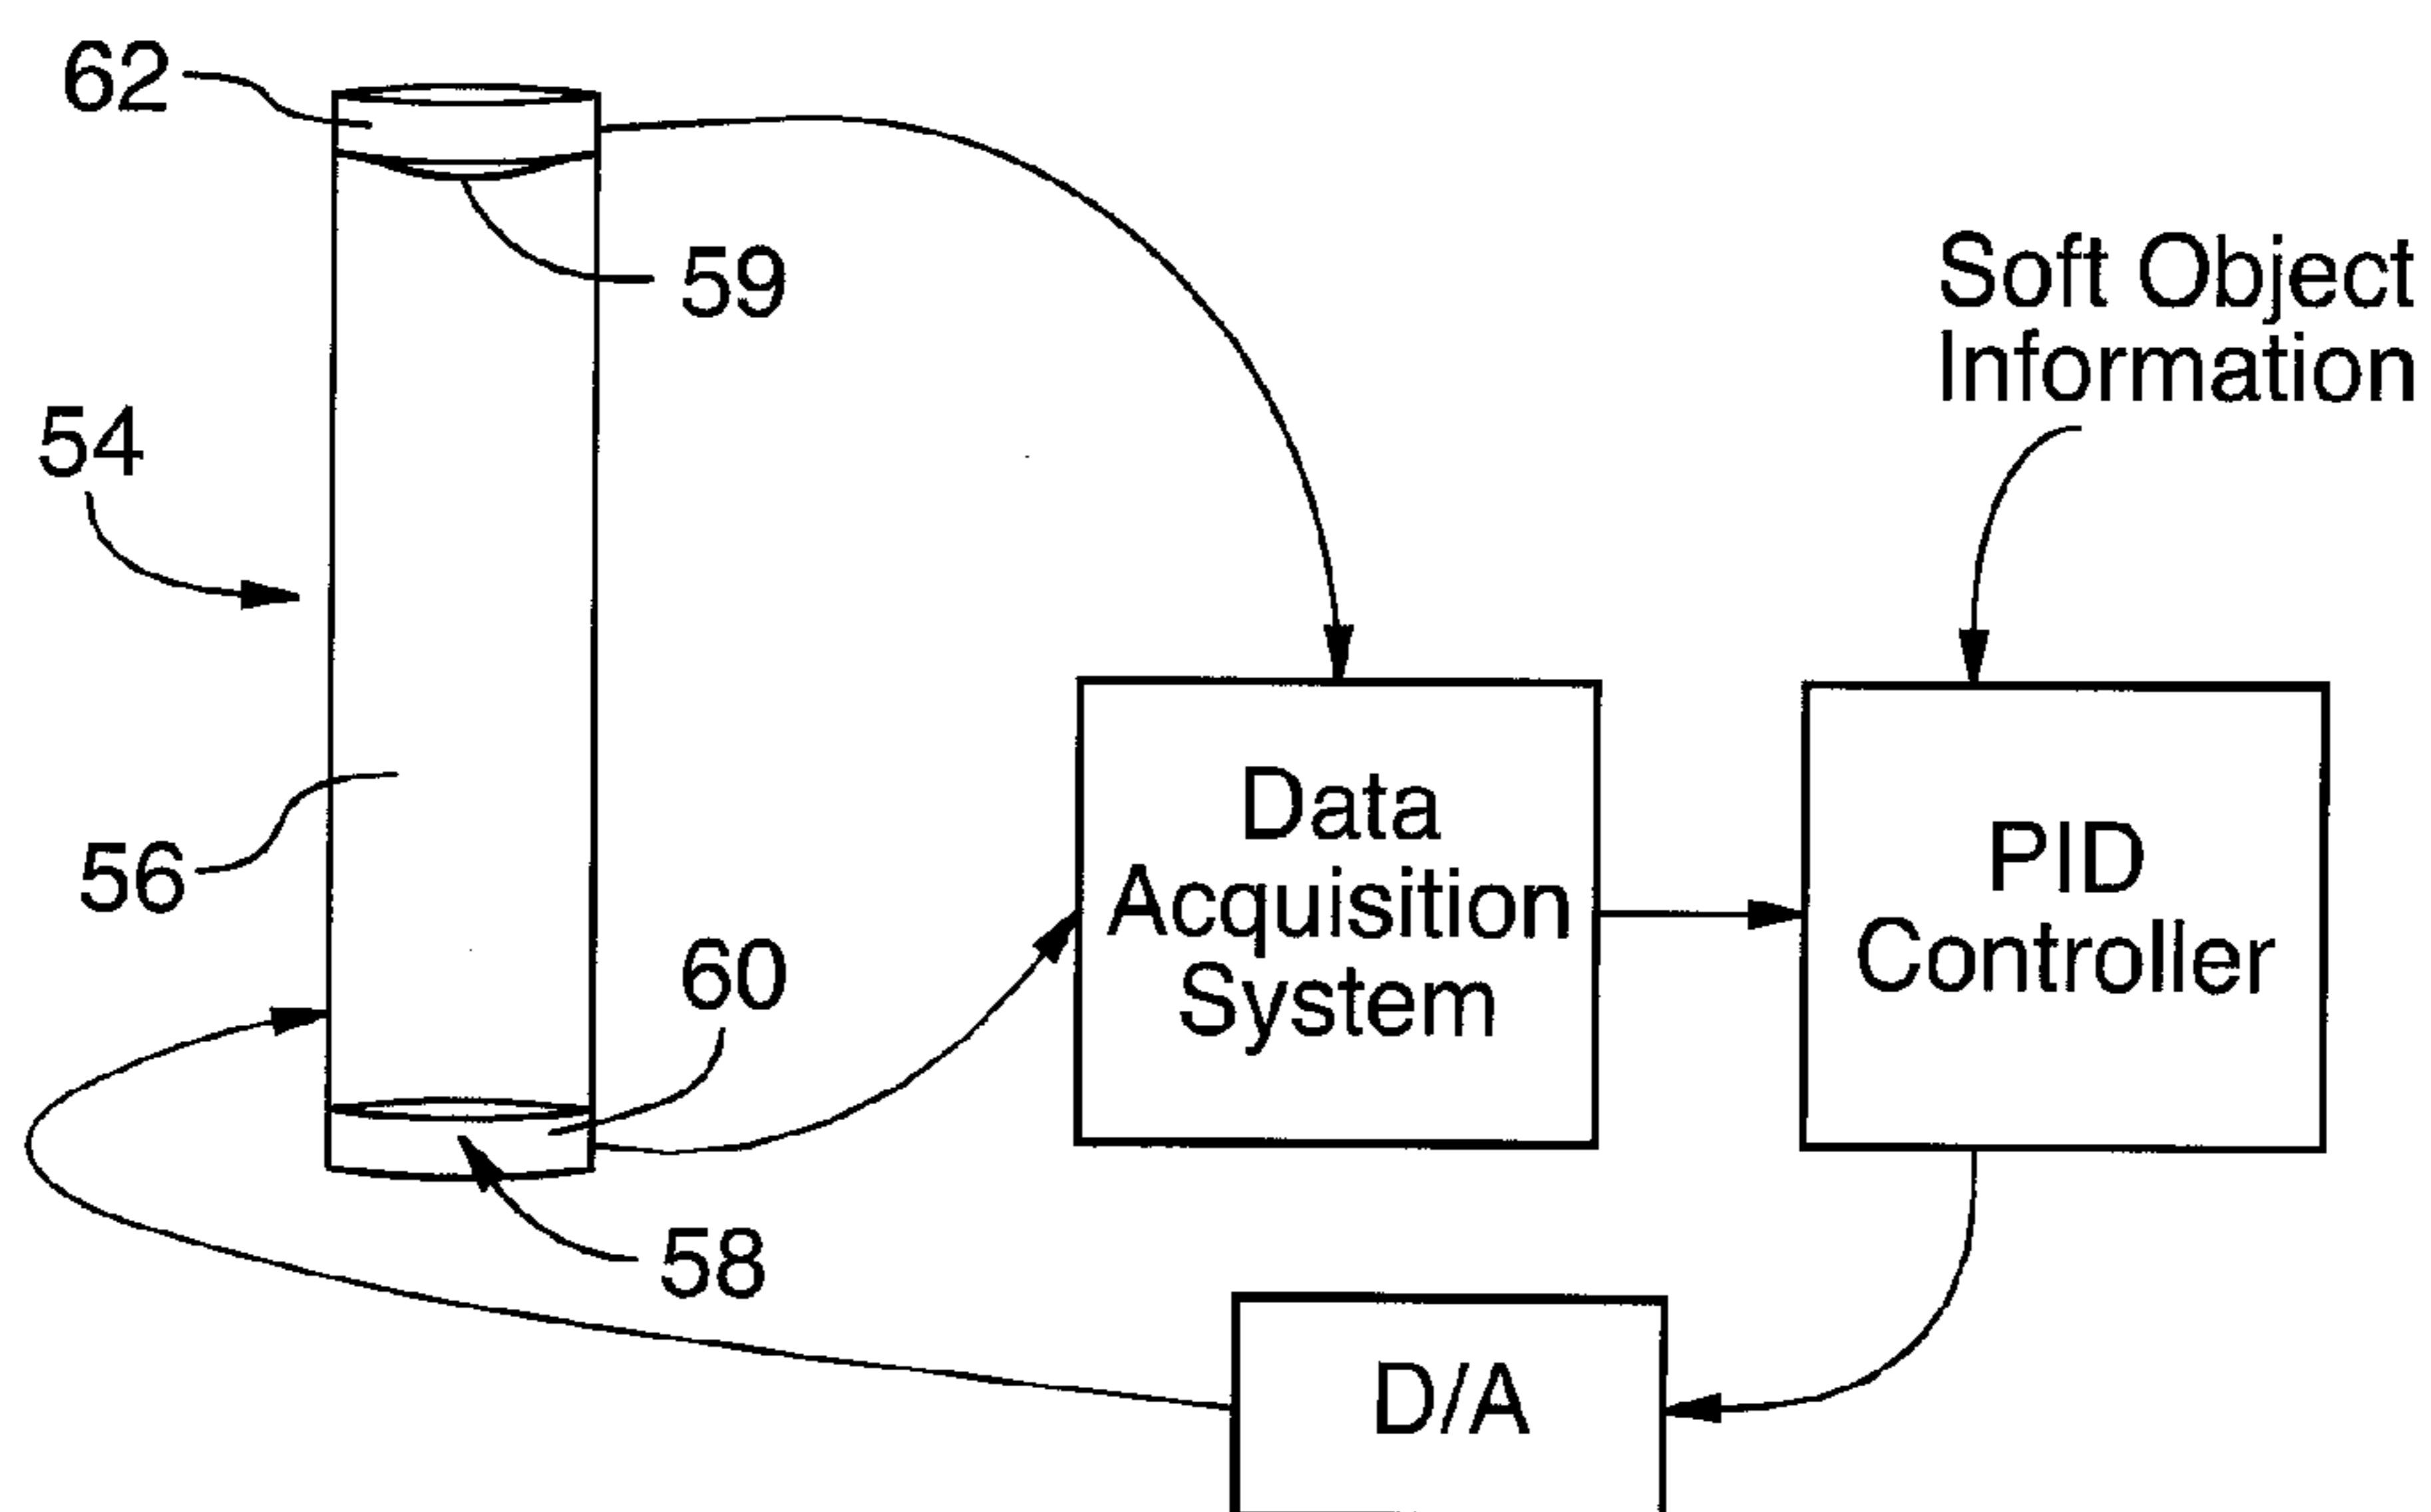 62
59
Soft Object
Information
54
Data
Acquisition
System
PID
Controller
56
60
58
D/A